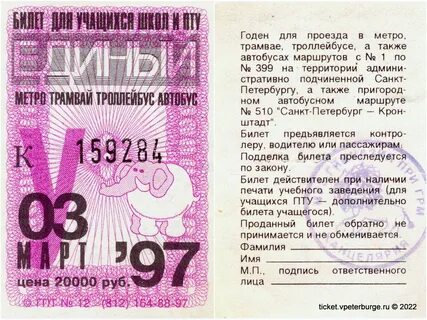 БИЛЕТ ДЛЯ УЧАЩИХСЯ ШКОЛ И ПТУ
ЕДИНЫЙ
МЕТРО ТРАМВАЙ ТРОЛЛЕЙБУС АВТОБУС
К 159284
03
МАРТ '97
цена 20000 руб.
© ГПТГ № 12 (812) 164-88-97
Годен для проезда в метро,
трамвае, троллейбусе, а также
автобусах маршрутов с № 1 по
№ 399 на территории админи-
стративно подчиненной Санкт-
Петербургу, а также пригород-
ном автобусном маршруте
№ 510 "Санкт-Петербург — Крон-
штадт".
Билет предъявляется контро-
леру, водителю или пассажирам.
Подделка билета преследуется
по закону.
Билет действителен при наличии
печати учебного заведения (для
учащихся ПТУ — дополнительно
билета учащегося).
Проданный билет обратно не
принимается и не обменивается.
Фамилия
Имя
М.П., подпись ответственного
лица
ticket.vpeterburge.ru © 2022